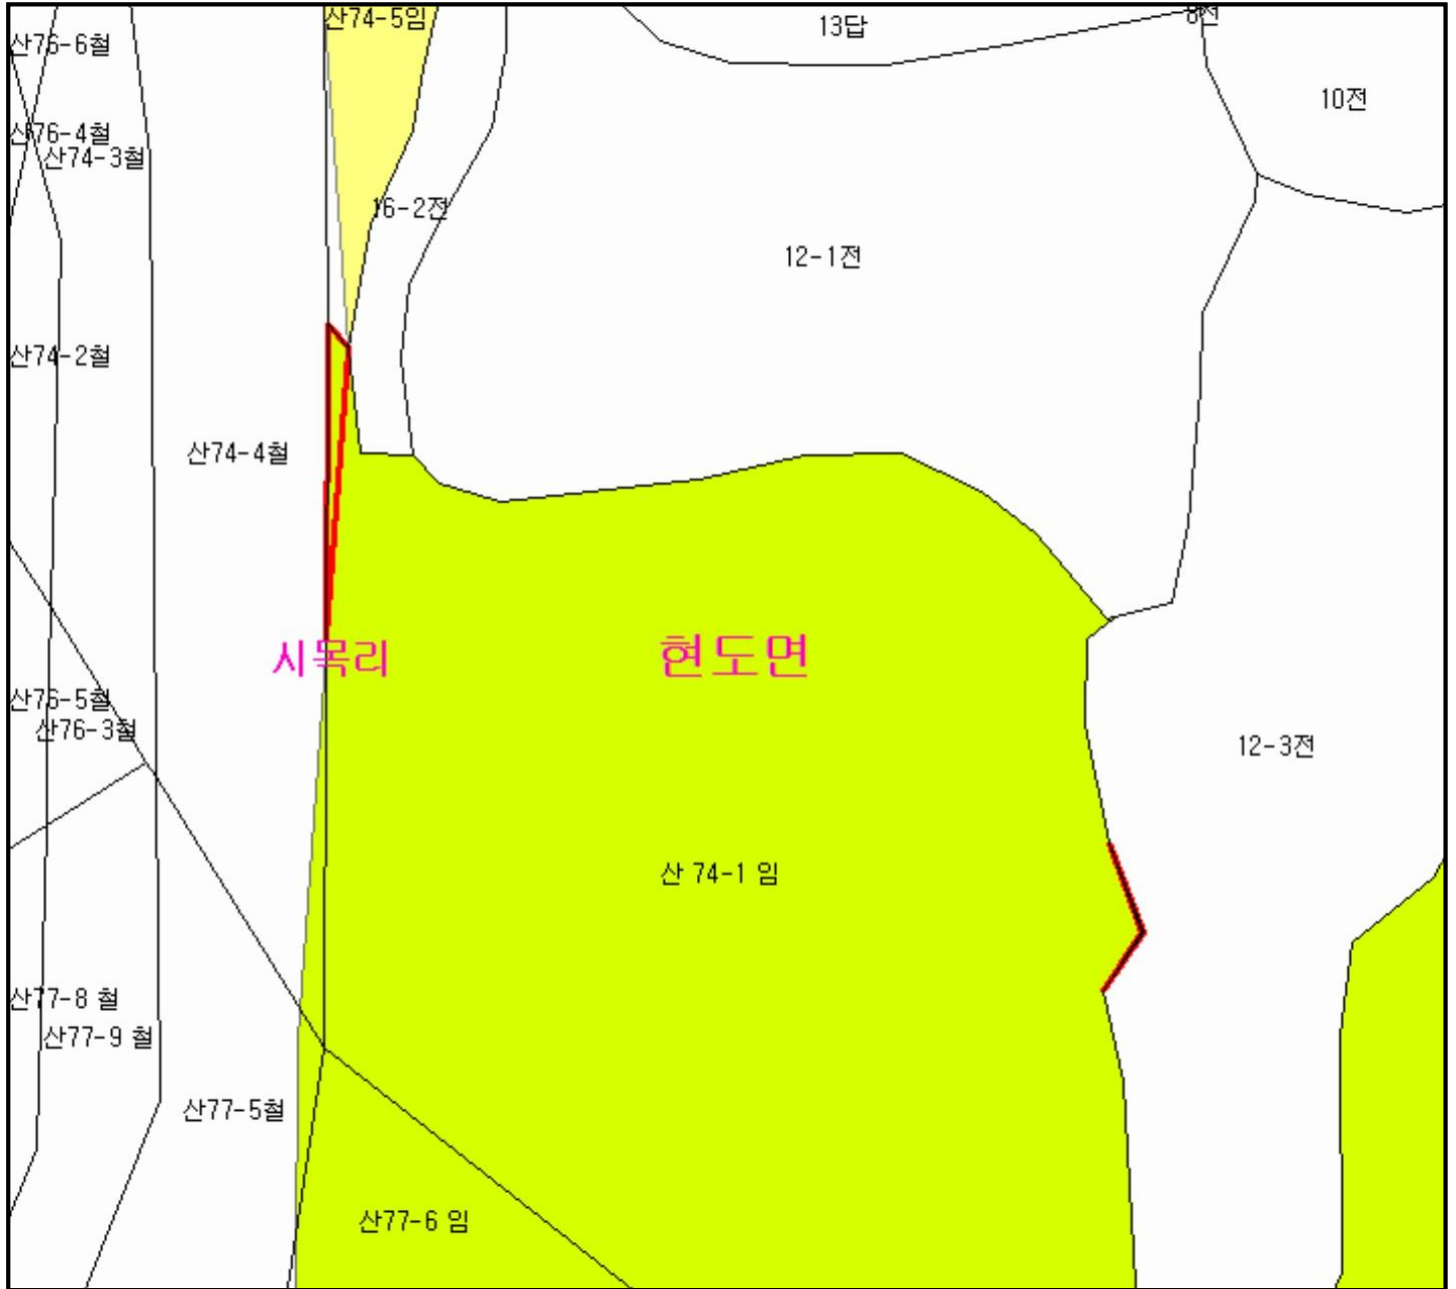 산74-5임
13답
산76-6철
10전
산76-4철
산74-3철
16-2전
12-1전
산74-2철
산74-4철
시목리
현도면
산76-5철
산76-3철
12-3전
산 74-1 임
산77-8 철
산77-9 철
산77-5철
산77-6 임